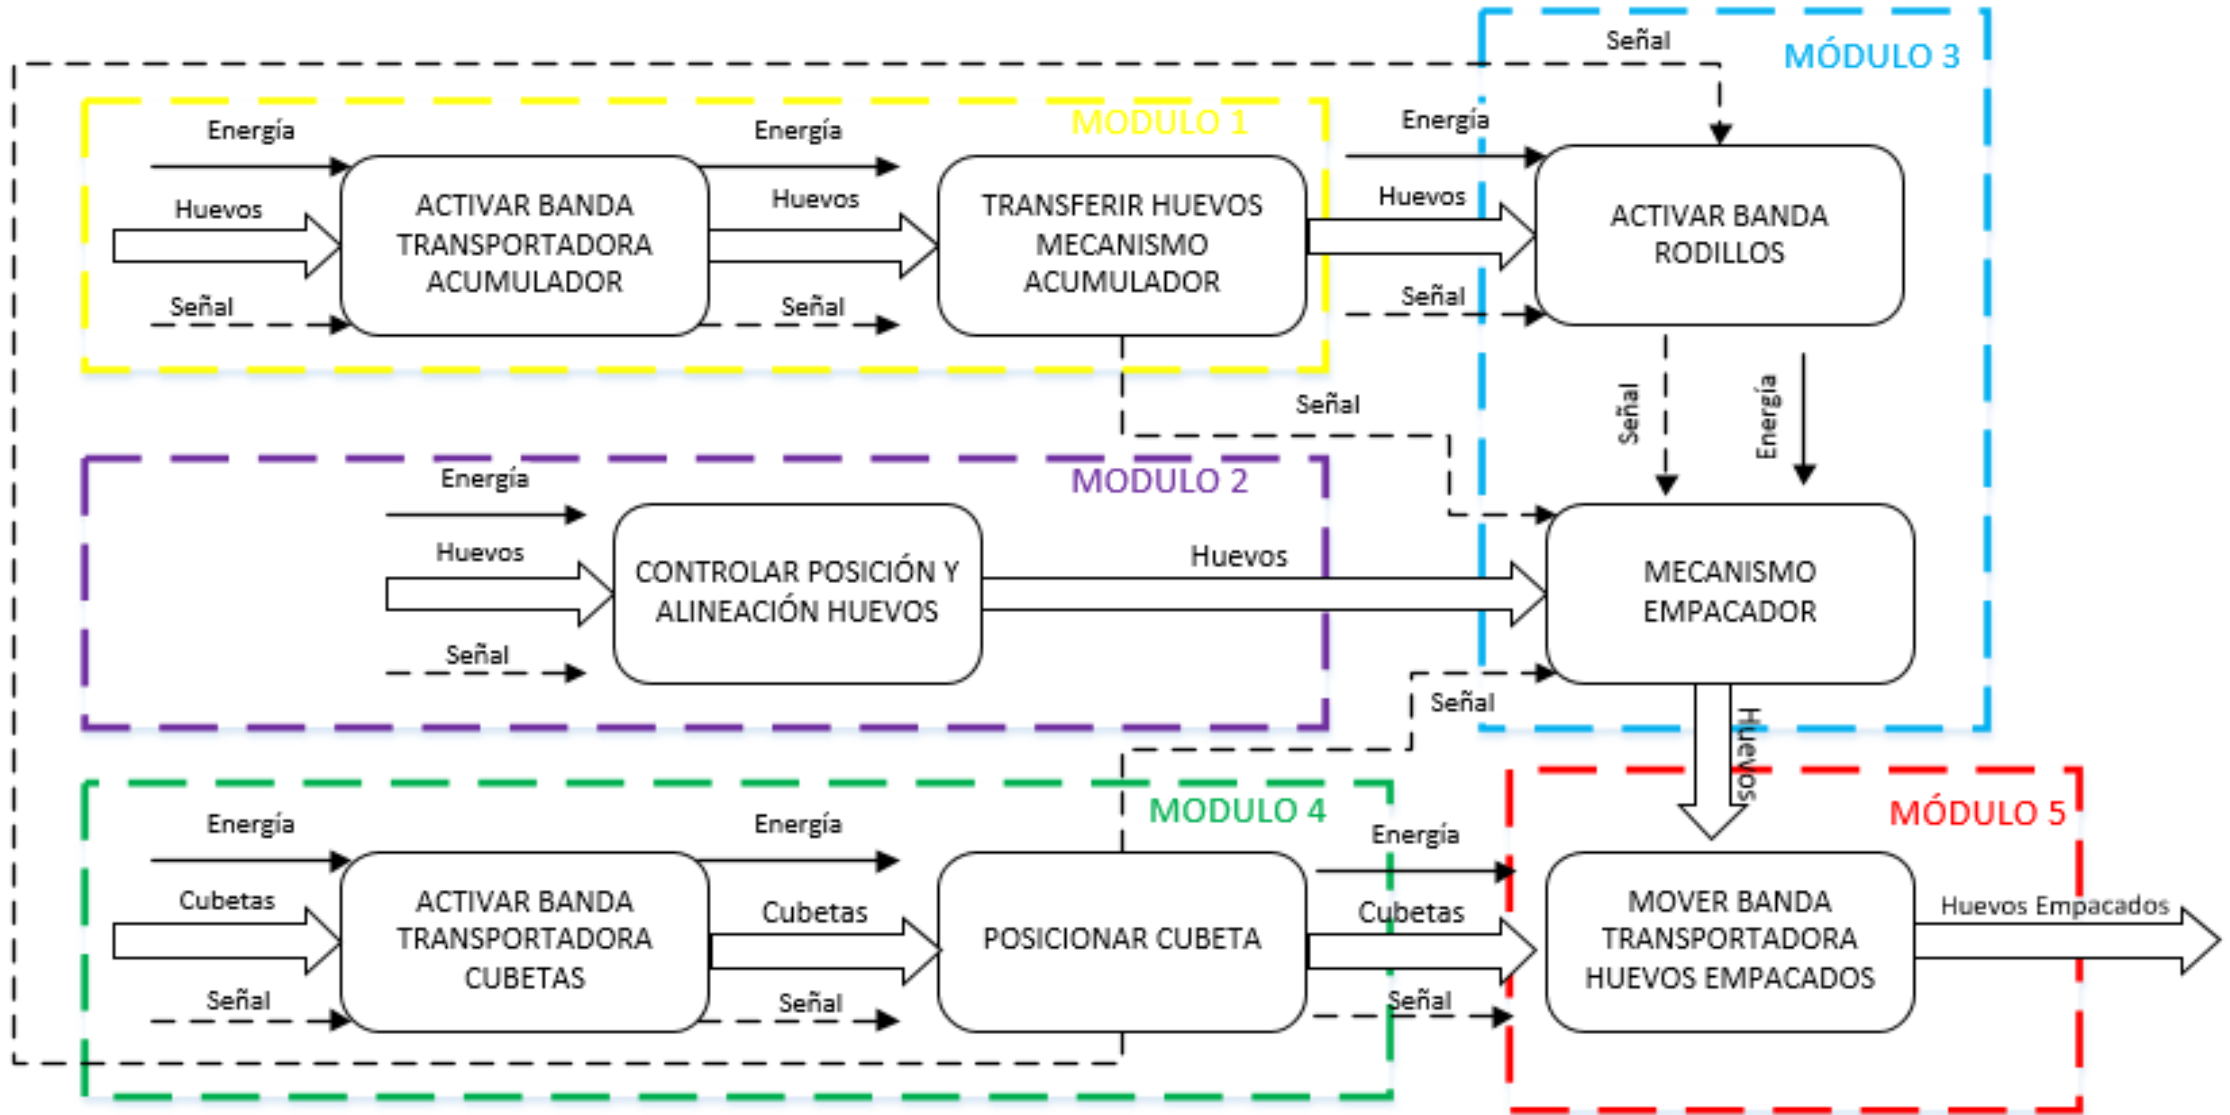 Señal
MÓDULO 3
MODULO 1
Energía
Energía
Energía
Huevos
Huevos
Huevos
ACTIVAR BANDA
TRANSPORTADORA
ACUMULADOR
TRANSFERIR HUEVOS
MECANISMO
ACUMULADOR
ACTIVAR BANDA
RODILLOS
Señal
Señal
Señal
Señal
Señal
Energía
MODULO 2
Energía
Huevos
Señal
CONTROLAR POSICIÓN Y
ALINEACIÓN HUEVOS
Huevos
MECANISMO
EMPACADOR
Señal
Huevos
MODULO 4
MÓDULO 5
Energía
Energía
Energía
Cubetas
Cubetas
Cubetas
ACTIVAR BANDA
TRANSPORTADORA
CUBETAS
POSICIONAR CUBETA
MOVER BANDA
TRANSPORTADORA
HUEVOS EMPACADOS
Huevos Empacados
Señal
Señal
Señal